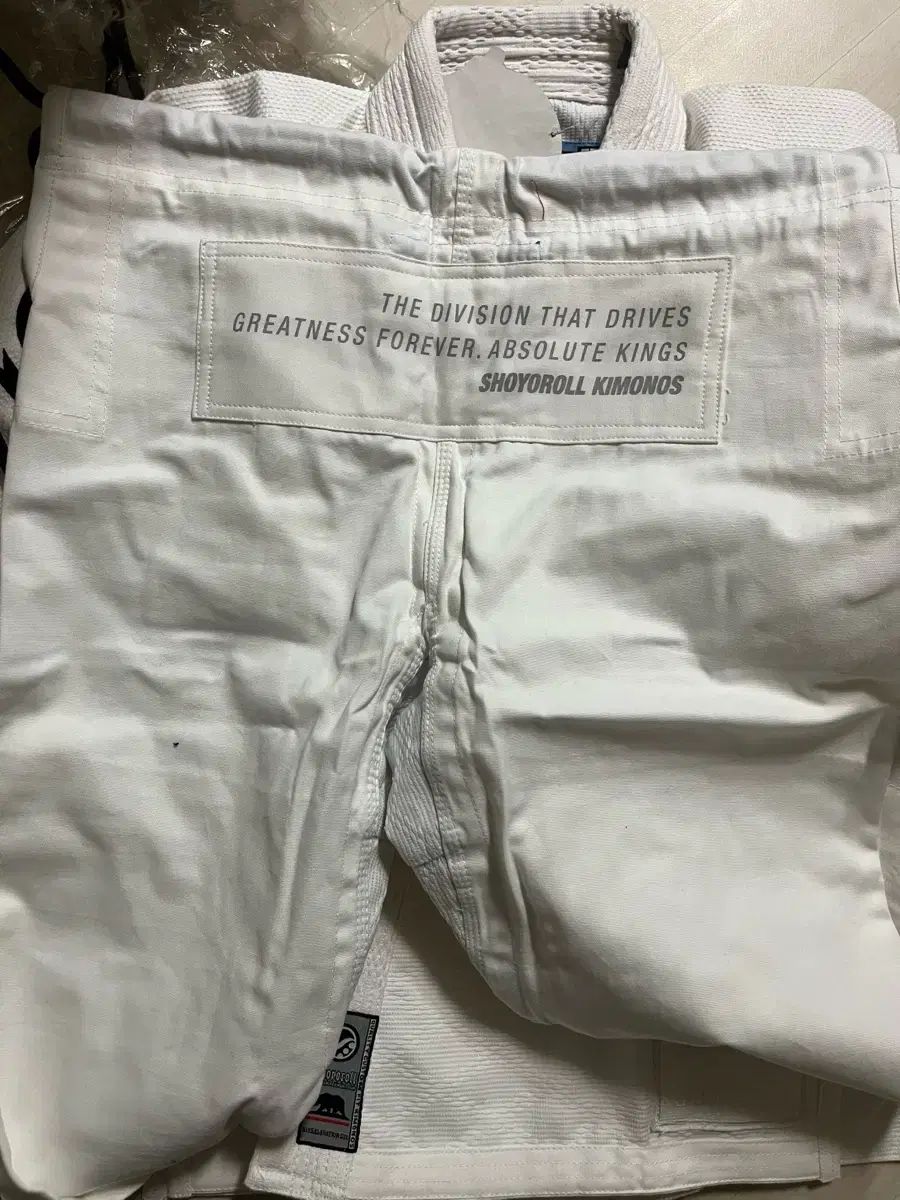 THE DIVISION THAT DRIVES
GREATNESS FOREVER. ABSOLUTE KINGS
SHOYOROLL KIMONOS